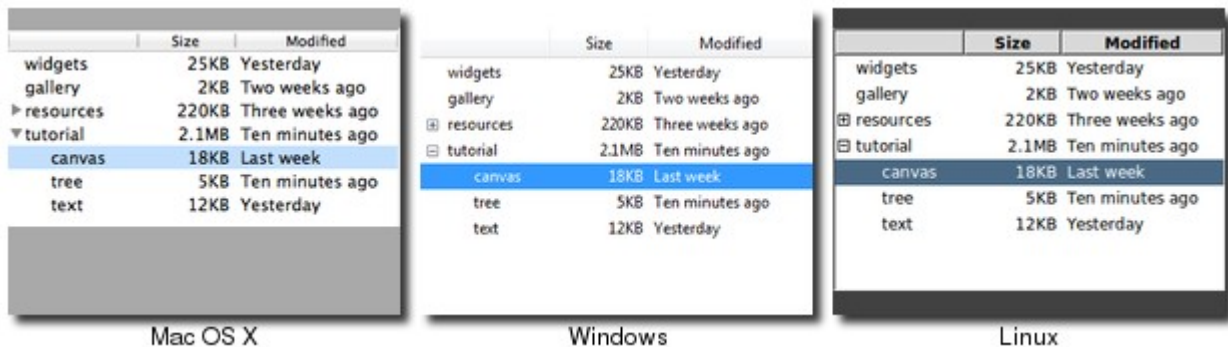 Size Modified
widgets 25KB Yesterday
gallery 2KB Two weeks ago
resources 220KB Three weeks ago
tutorial 2.1MB Ten minutes ago
canvas 18KB Last week
tree 5KB Ten minutes ago
text 12KB Yesterday
Mac OS X
Size Modified
widgets 25KB Yesterday
gallery 2KB Two weeks ago
resources 220KB Three weeks ago
tutorial 2.1MB Ten minutes ago
canvas 18KB Last week
tree 5KB Ten minutes ago
text 12KB Yesterday
Windows
Size Modified
widgets 25KB Yesterday
gallery 2KB Two weeks ago
resources 220KB Three weeks ago
tutorial 2.1MB Ten minutes ago
canvas 18KB Last week
tree 5KB Ten minutes ago
text 12KB Yesterday
Linux